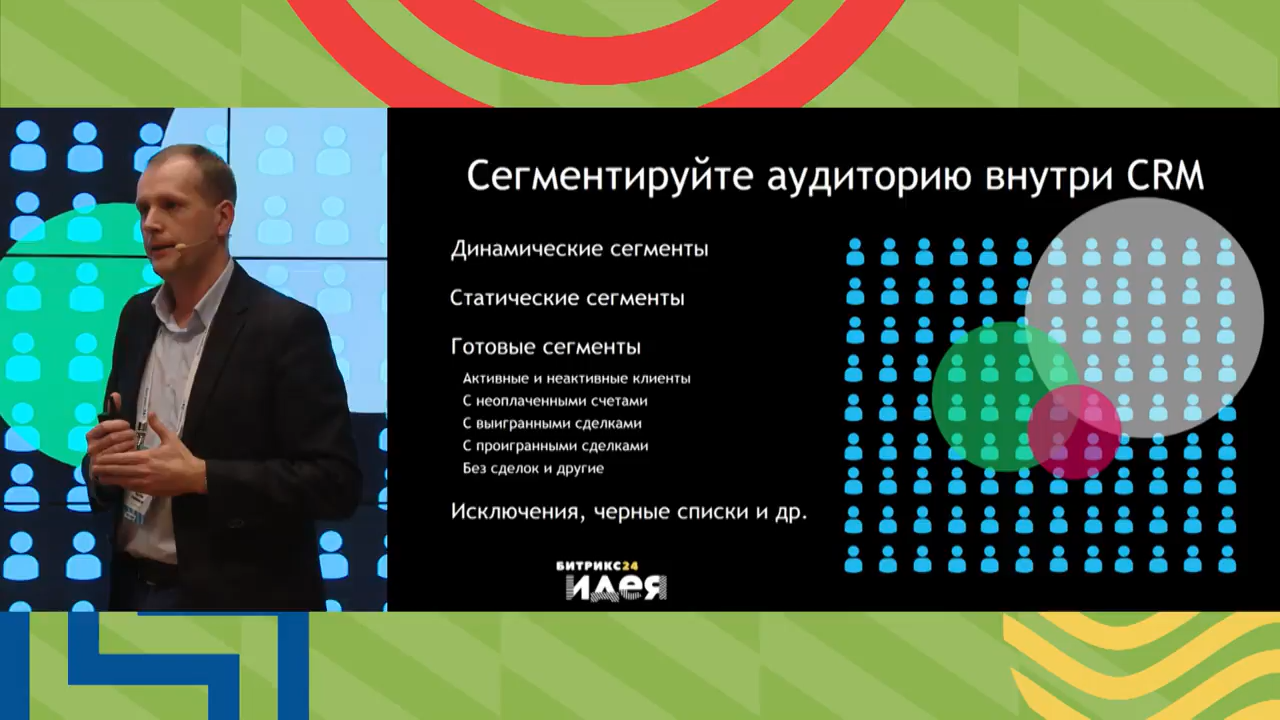 Сегментируйте аудиторию внутри CRM
Динамические сегменты
Статические сегменты
Готовые сегменты
Активные и неактивные клиенты
С неоплаченными счетами
С выигранными сделками
С проигранными сделками
Без сделок и другие
Исключения, черные списки и др.
БИТРИКС24
идея